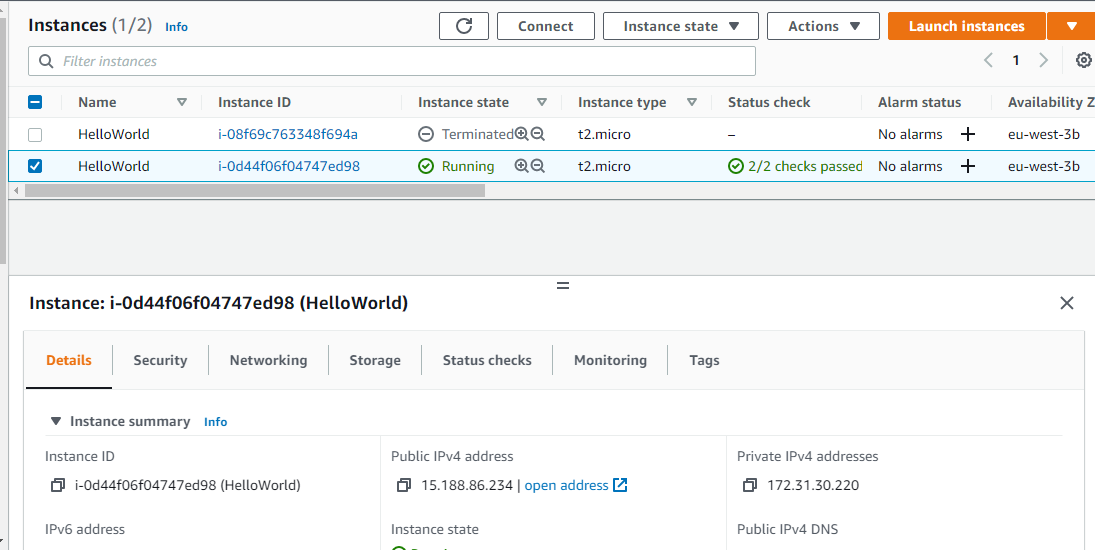 Instances (1/2) Info Connect Instance state Actions Launch instances
Filter instances 1
Name Instance ID Instance state Instance type Status check Alarm status Availability Z
HelloWorld i-08f69c763348f694a Terminated t2.micro – No alarms + eu-west-3b
HelloWorld i-0d44f06f04747ed98 Running t2.micro 2/2 checks passed No alarms + eu-west-3b
Instance: i-0d44f06f04747ed98 (HelloWorld)
Details Security Networking Storage Status checks Monitoring Tags
Instance summary Info
Instance ID Public IPv4 address Private IPv4 addresses
i-0d44f06f04747ed98 (HelloWorld) 15.188.86.234 | open address 172.31.30.220
IPv6 address Instance state Public IPv4 DNS